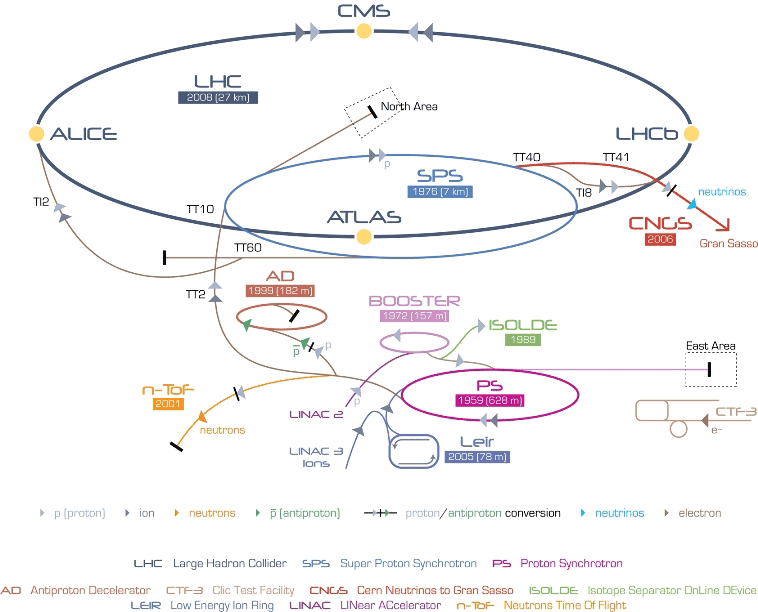 CMS
LHC
2008 (27 km)
North Area
ALICE
LHCb
TT40
TT41
SPS
1976 (7 km)
p
TI8
neutrinos
TI2
TT10
ATLAS
CNGS
2006
Gran Sasso
TT60
AD
1999 (182 m)
TT2
BOOSTER
1972 (157 m)
ISOLDE
1989
p̅
p
East Area
n-ToF
2001
PS
1959 (628 m)
p
LINAC 2
neutrons
CTF-3
e-
LINAC 3
Ions
Leir
2005 (78 m)
p (proton) ion neutrons p̅ (antiproton) proton/antiproton conversion neutrinos electron
LHC Large Hadron Collider SPS Super Proton Synchrotron PS Proton Synchrotron
AD Antiproton Decelerator CTF-3 Clic Test Facility CNGS Cern Neutrinos to Gran Sasso ISOLDE Isotope Separator OnLine DEvice
LEIR Low Energy Ion Ring LINAC LINear ACcelerator n-ToF Neutrons Time Of Flight